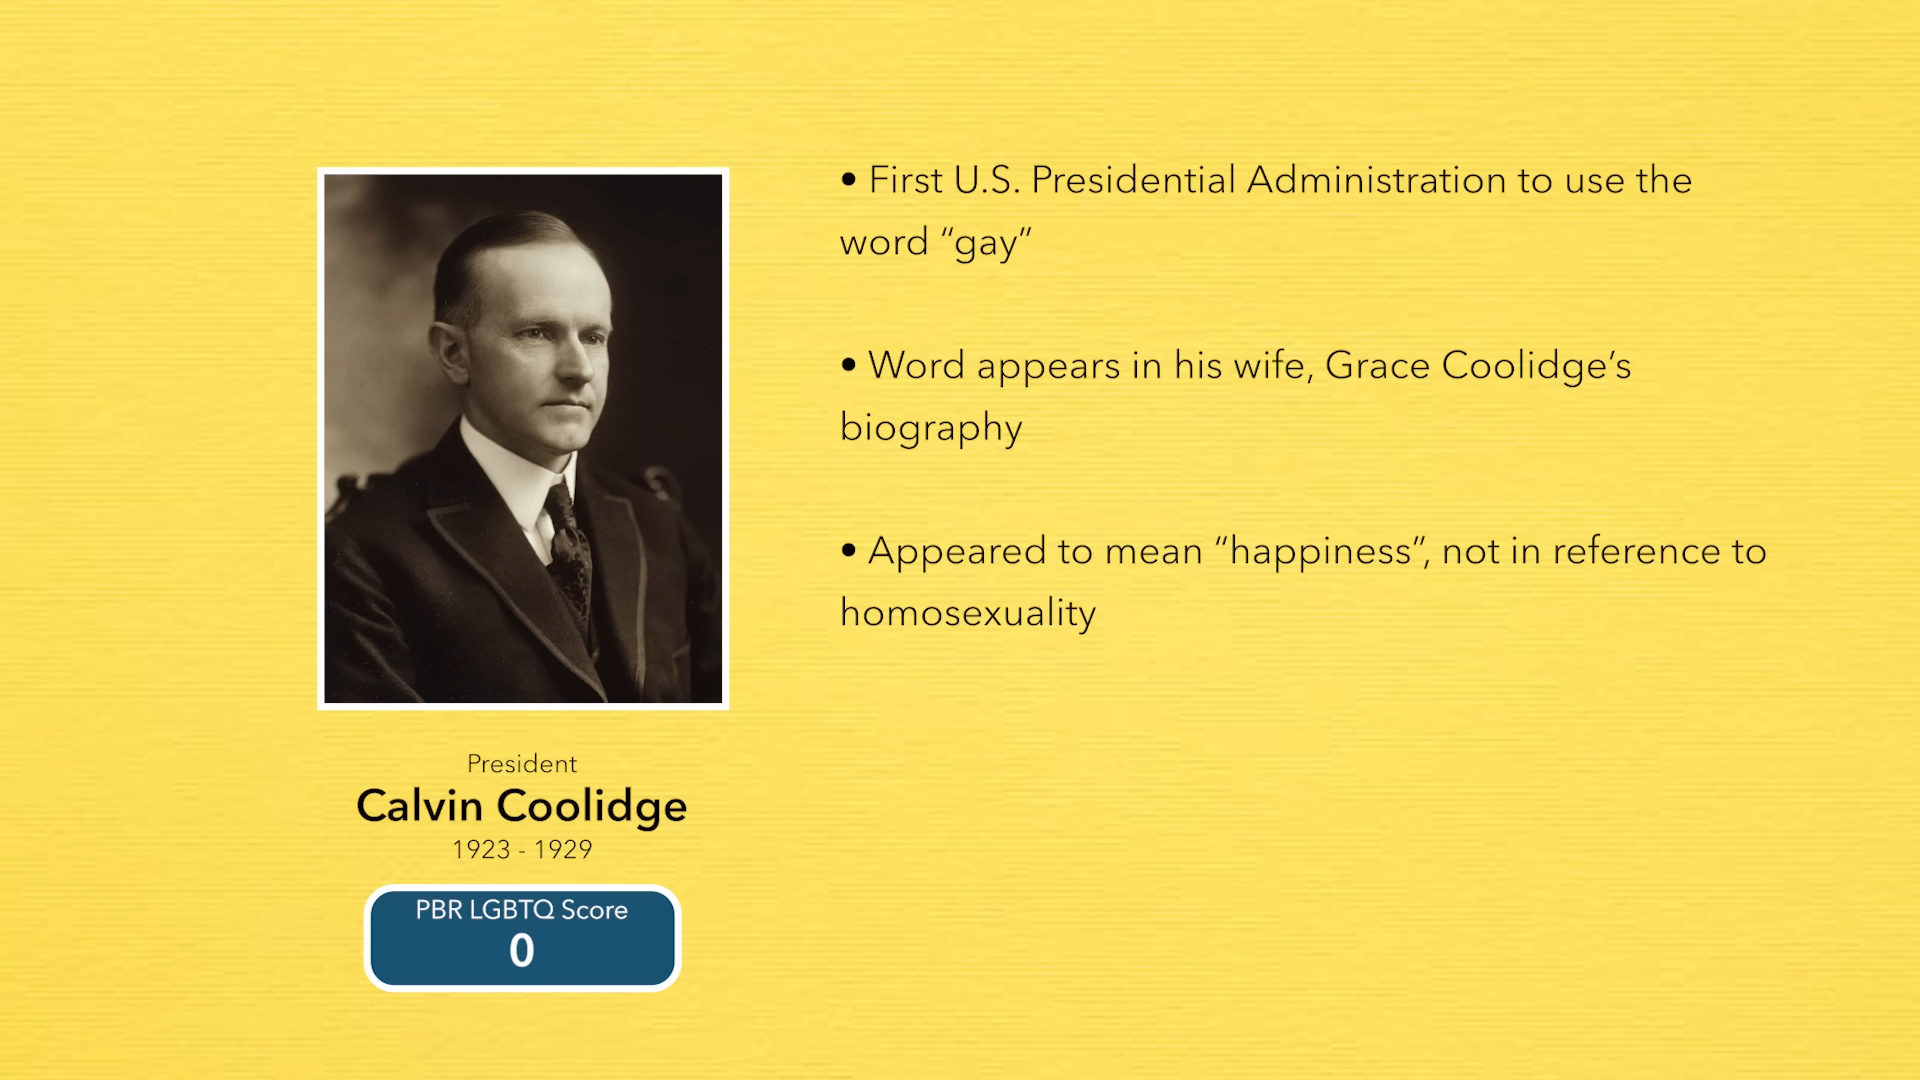 • First U.S. Presidential Administration to use the
word “gay”
• Word appears in his wife, Grace Coolidge’s
biography
• Appeared to mean “happiness”, not in reference to
homosexuality
President
Calvin Coolidge
1923 - 1929
PBR LGBTQ Score
0